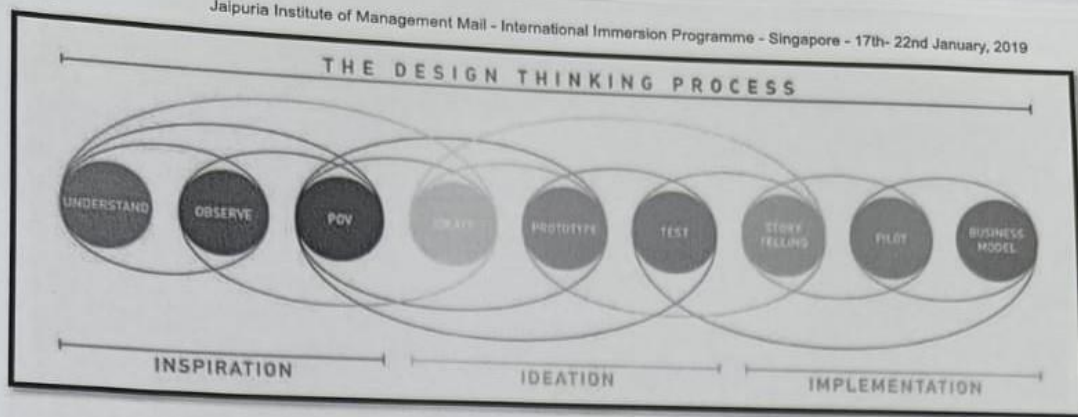 Jaipuria Institute of Management Mail - International Immersion Programme - Singapore - 17th- 22nd January, 2019
THE DESIGN THINKING PROCESS
UNDERSTAND
OBSERVE
POV
IDEATE
PROTOTYPE
TEST
STORY
TELLING
PILOT
BUSINESS
MODEL
INSPIRATION
IDEATION
IMPLEMENTATION